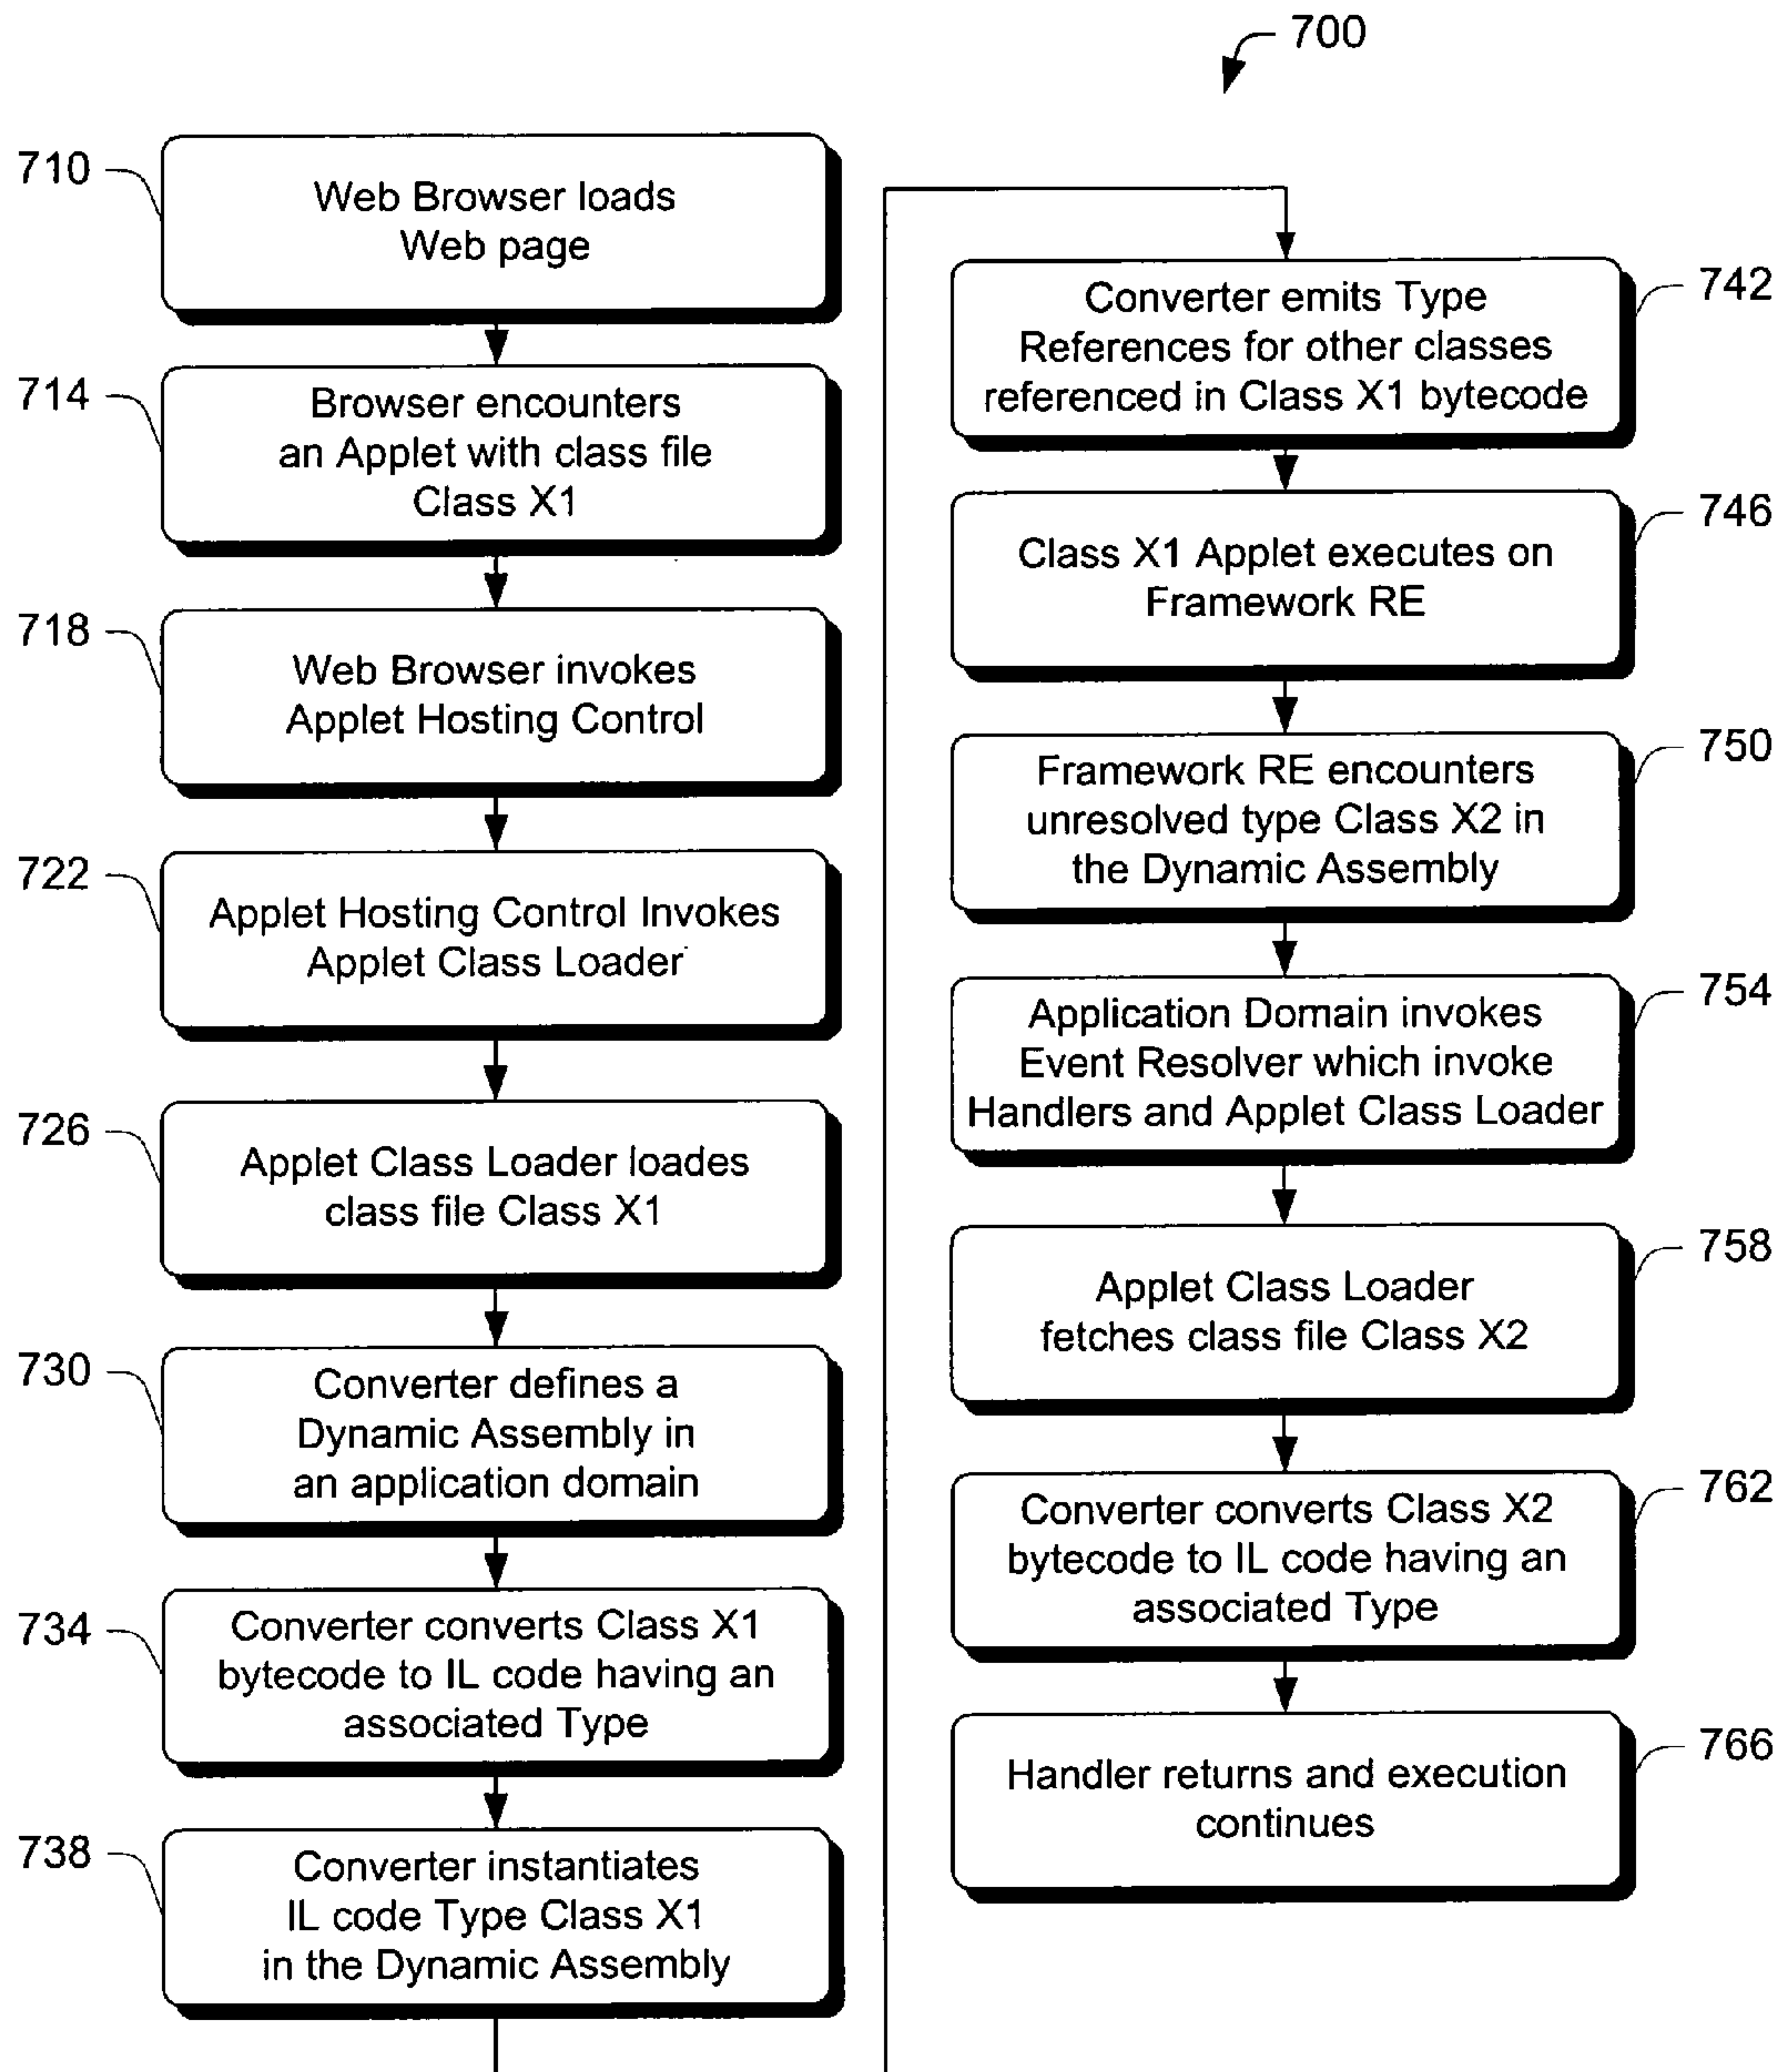 700
710
Web Browser loads
Web page
714
Browser encounters
an Applet with class file
Class X1
718
Web Browser invokes
Applet Hosting Control
722
Applet Hosting Control Invokes
Applet Class Loader
726
Applet Class Loader loades
class file Class X1
730
Converter defines a
Dynamic Assembly in
an application domain
734
Converter converts Class X1
bytecode to IL code having an
associated Type
738
Converter instantiates
IL code Type Class X1
in the Dynamic Assembly
742
Converter emits Type
References for other classes
referenced in Class X1 bytecode
746
Class X1 Applet executes on
Framework RE
750
Framework RE encounters
unresolved type Class X2 in
the Dynamic Assembly
754
Application Domain invokes
Event Resolver which invoke
Handlers and Applet Class Loader
758
Applet Class Loader
fetches class file Class X2
762
Converter converts Class X2
bytecode to IL code having an
associated Type
766
Handler returns and execution
continues